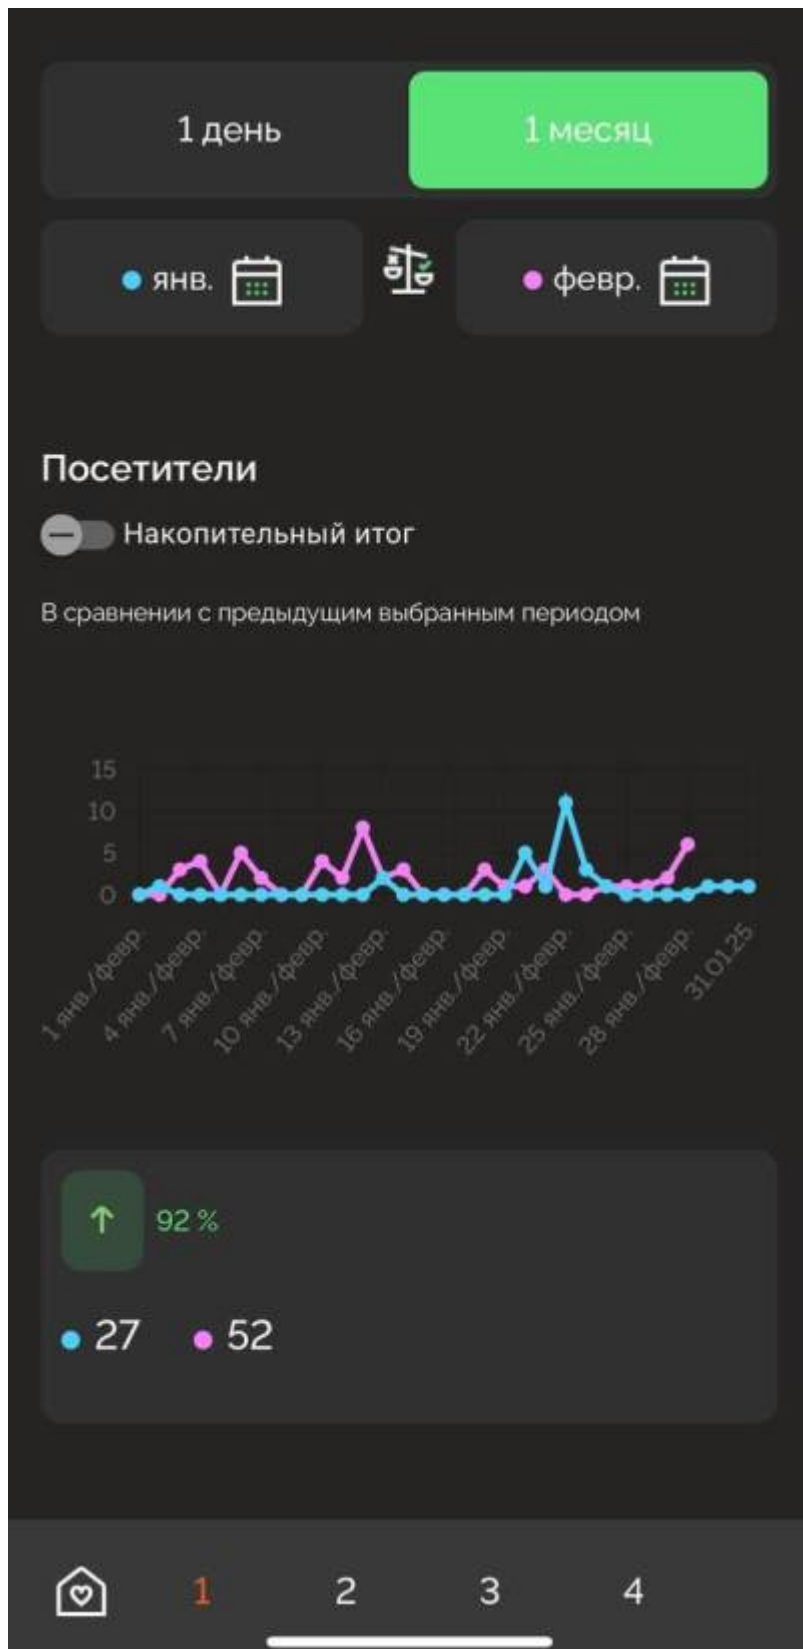 1 день
1 месяц
янв.
февр.
Посетители
Накопительный итог
В сравнении с предыдущим выбранным периодом
15
10
5
0
1 янв./февр.
4 янв./февр.
7 янв./февр.
10 янв./февр.
13 янв./февр.
16 янв./февр.
19 янв./февр.
22 янв./февр.
25 янв./февр.
28 янв./февр.
31.01.25
92 %
27
52
1
2
3
4